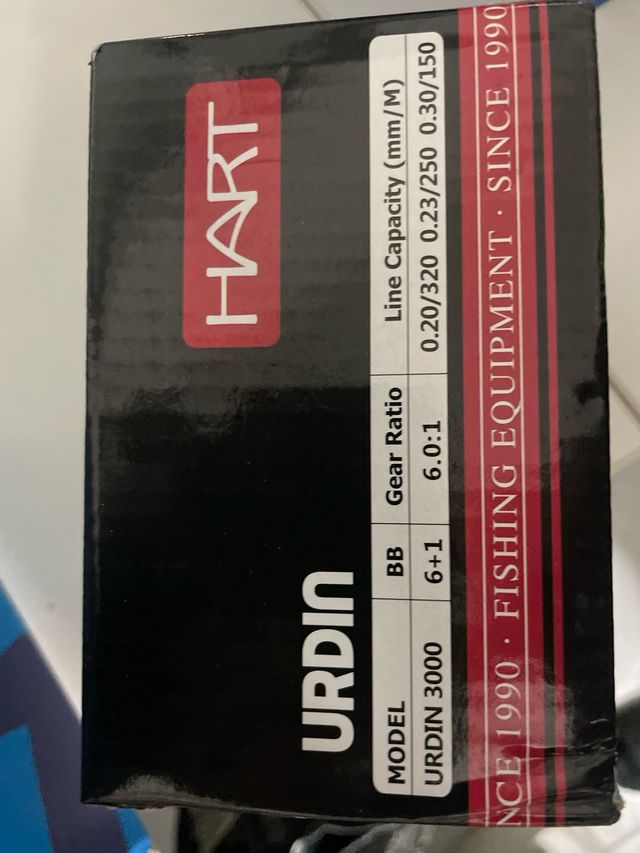 HART
URDIN
MODEL BB Gear Ratio Line Capacity (mm/M)
URDIN 3000 6+1 6.0:1 0.20/320 0.23/250 0.30/150
NCE 1990 · FISHING EQUIPMENT · SINCE 1990